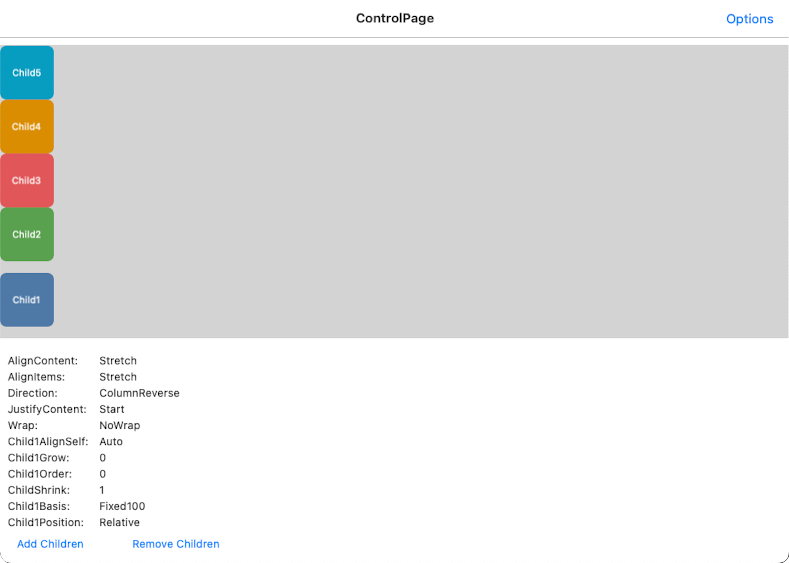 ControlPage
Options
Child5
Child4
Child3
Child2
Child1
AlignContent: Stretch
AlignItems: Stretch
Direction: ColumnReverse
JustifyContent: Start
Wrap: NoWrap
Child1AlignSelf: Auto
Child1Grow: 0
Child1Order: 0
ChildShrink: 1
Child1Basis: Fixed100
Child1Position: Relative
Add Children Remove Children